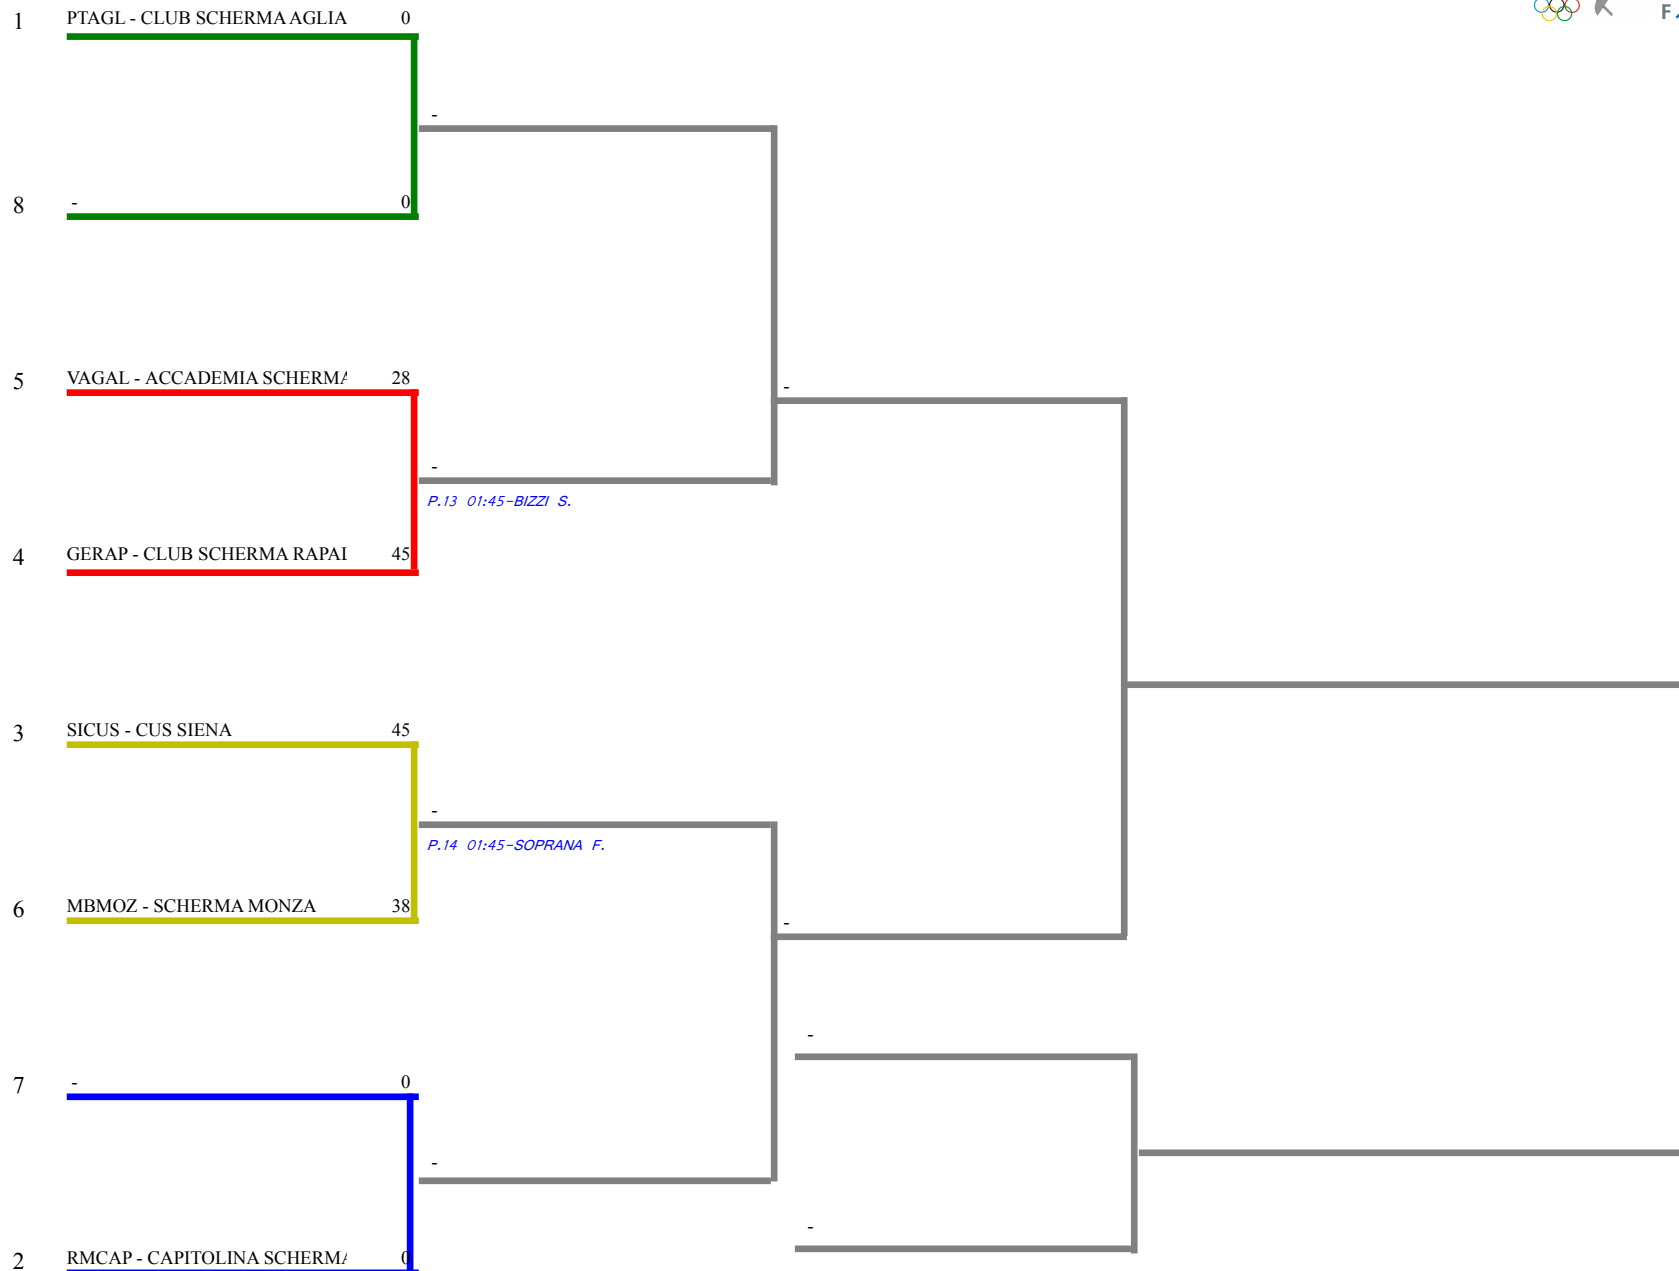 1 PTAGL - CLUB SCHERMA AGLIA 0
F
-
8 - 0
5 VAGAL - ACCADEMIA SCHERMA 28
-
-
P.13 01:45-BIZZI S.
4 GERAP - CLUB SCHERMA RAPAL 45
3 SICUS - CUS SIENA 45
-
P.14 01:45-SOPRANA F.
6 MBMOZ - SCHERMA MONZA 38
-
-
7 - 0
-
-
2 RMCAP - CAPITOLINA SCHERMA 0